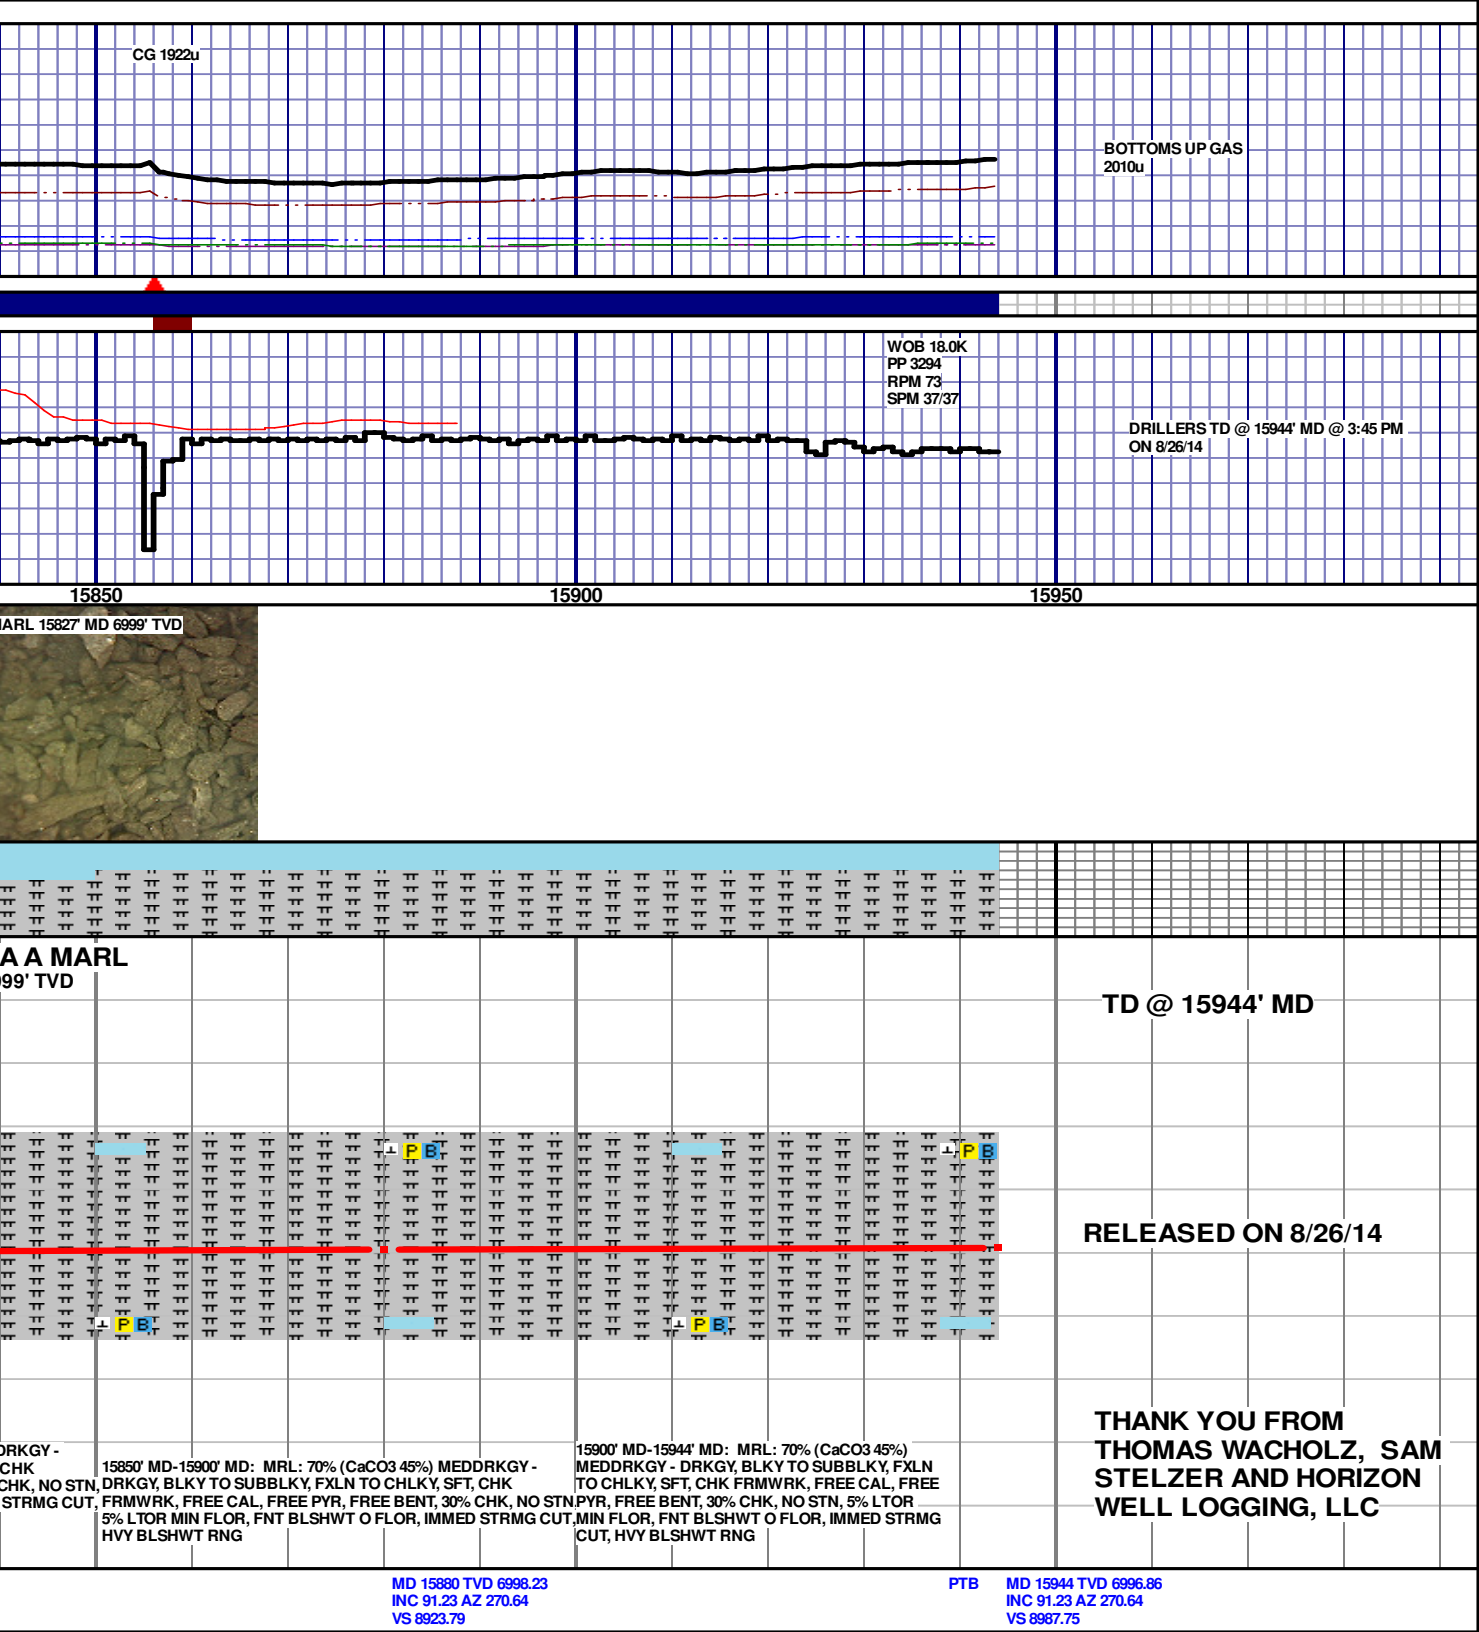 CG 1922u
BOTTOMS UP GAS
2010u
WOB 18.0K
PP 3294
RPM 73
SPM 37/37
DRILLERS TD @ 15944' MD @ 3:45 PM
ON 8/26/14
15850
15900
15950
MARL 15827' MD 6999' TVD
A A MARL
99' TVD
TD @ 15944' MD
P B
P B
RELEASED ON 8/26/14
P B
P B
THANK YOU FROM
THOMAS WACHOLZ, SAM
STELZER AND HORIZON
WELL LOGGING, LLC
DRKGY -
CHK
CHK, NO STN,
STRMG CUT,
15850' MD-15900' MD: MRL: 70% (CaCO3 45%) MEDDRKGY -
DRKGY, BLKY TO SUBBLKY, FXLN TO CHLKY, SFT, CHK
FRMWRK, FREE CAL, FREE PYR, FREE BENT, 30% CHK, NO STN,
5% LTOR MIN FLOR, FNT BLSHWT O FLOR, IMMED STRMG CUT,
HVY BLSHWT RNG
15900' MD-15944' MD: MRL: 70% (CaCO3 45%)
MEDDRKGY - DRKGY, BLKY TO SUBBLKY, FXLN
TO CHLKY, SFT, CHK FRMWRK, FREE CAL, FREE
PYR, FREE BENT, 30% CHK, NO STN, 5% LTOR
MIN FLOR, FNT BLSHWT O FLOR, IMMED STRMG
CUT, HVY BLSHWT RNG
MD 15880 TVD 6998.23
INC 91.23 AZ 270.64
VS 8923.79
PTB
MD 15944 TVD 6996.86
INC 91.23 AZ 270.64
VS 8987.75